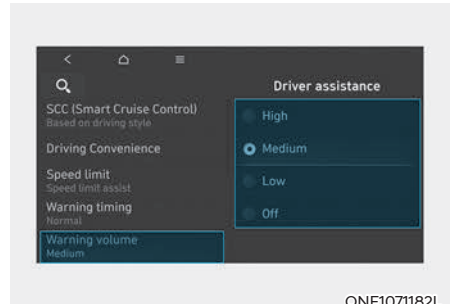 Driver assistance
SCC (Smart Cruise Control)
Based on driving style
Driving Convenience
Speed limit
Speed limit assist
Warning timing
Normal
Warning volume
Medium
High
Medium
Low
Off
ONE1071182L